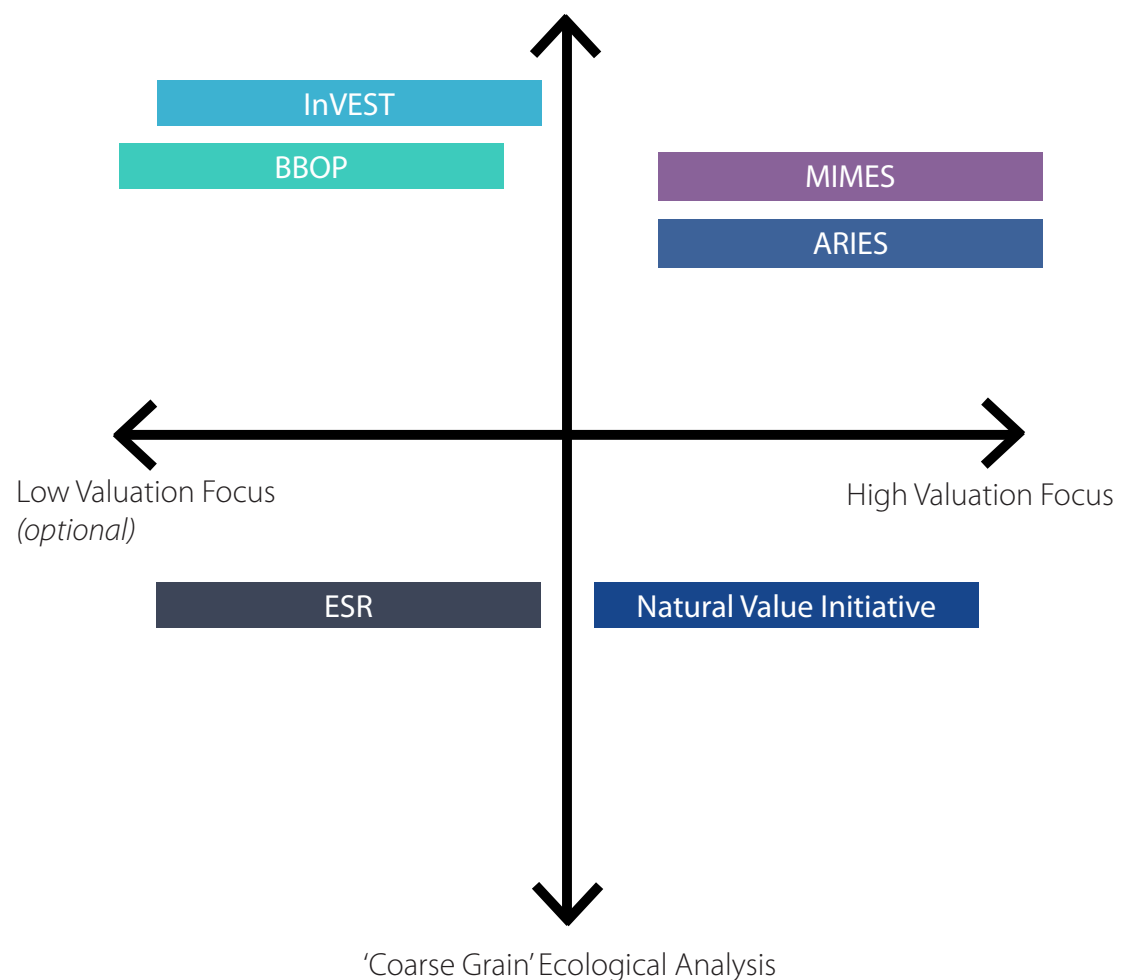 InVEST
BBOP
MIMES
ARIES
Low Valuation Focus
(optional)
High Valuation Focus
ESR
Natural Value Initiative
‘Coarse Grain’ Ecological Analysis